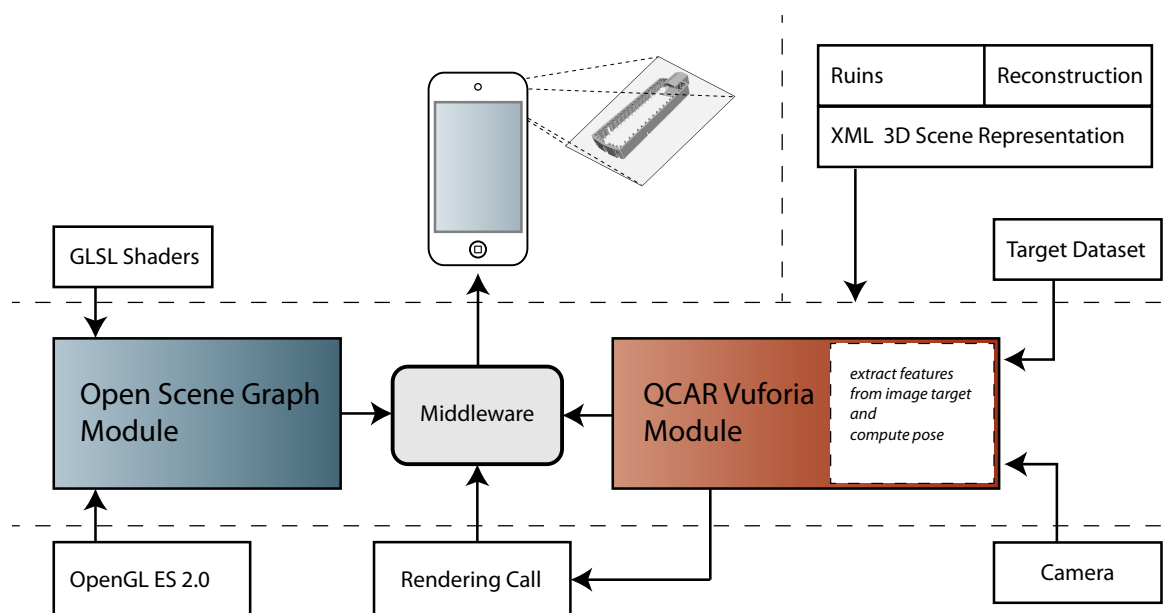 Ruins
Reconstruction
XML 3D Scene Representation
GLSL Shaders
Target Dataset
Open Scene Graph
Module
Middleware
QCAR Vuforia
Module
extract features
from image target
and
compute pose
OpenGL ES 2.0
Rendering Call
Camera